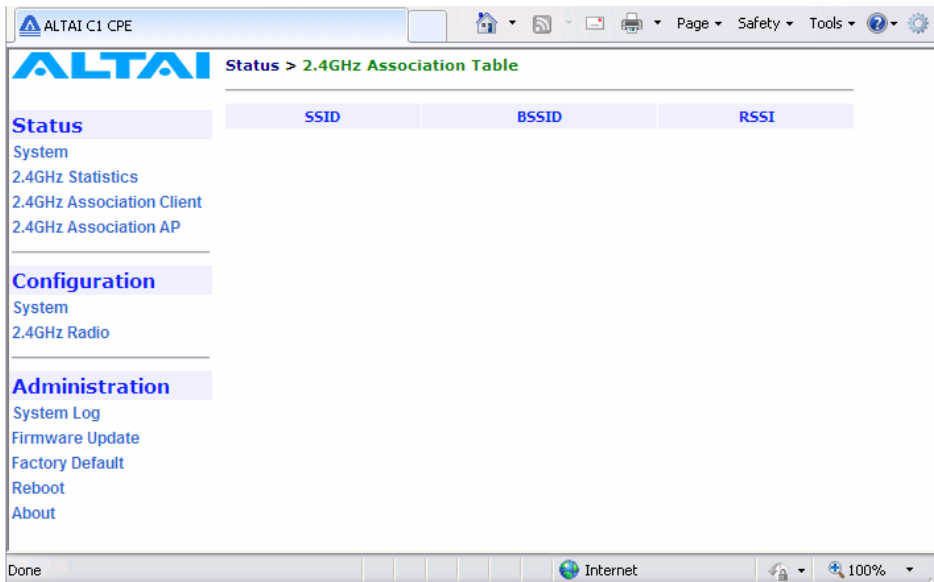 ALTAI C1 CPE
Page Safety Tools
ALTAI
Status > 2.4GHz Association Table
SSID BSSID RSSI
Status
System
2.4GHz Statistics
2.4GHz Association Client
2.4GHz Association AP
Configuration
System
2.4GHz Radio
Administration
System Log
Firmware Update
Factory Default
Reboot
About
Done Internet 100%